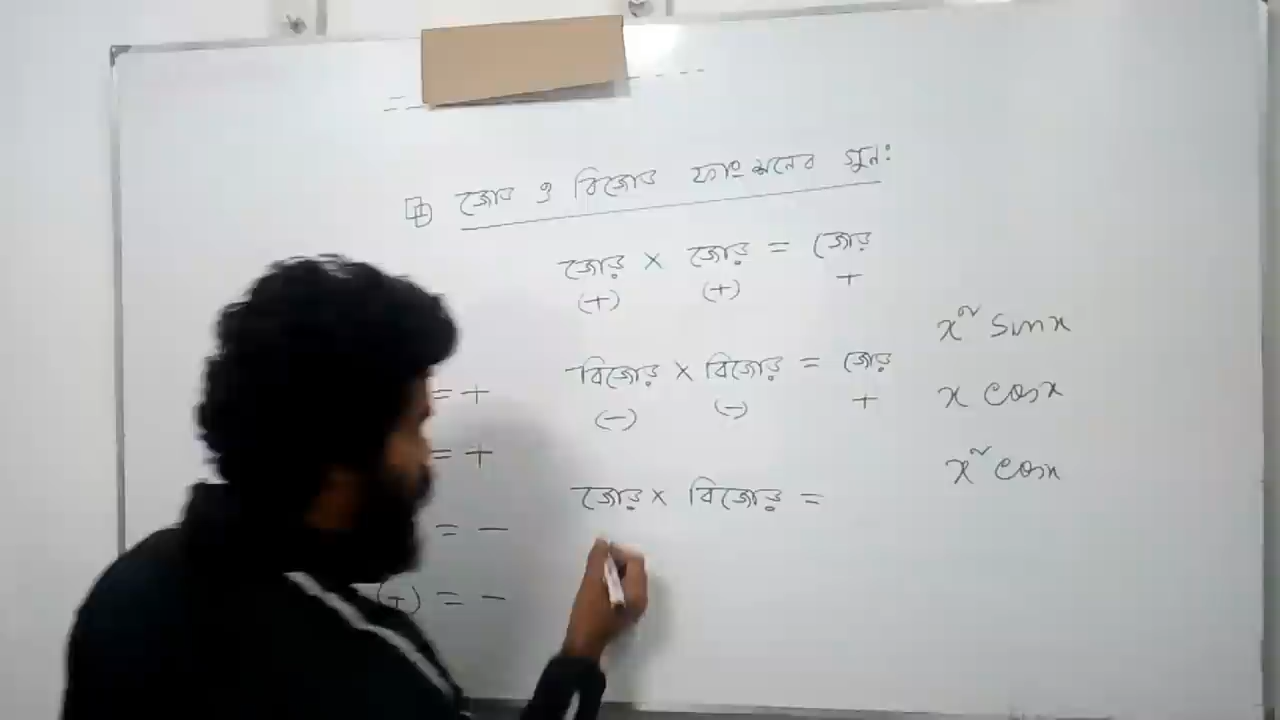 জোড় ও বিজোড় ফাংশনের গুনঃ
জোড় × জোড় = জোড়
(+) (+) +
বিজোড় × বিজোড় = জোড়
(-) (-) +
জোড় × বিজোড় =
= +
= +
= -
(+) = -
x² sinx
x cosx
x² cosx